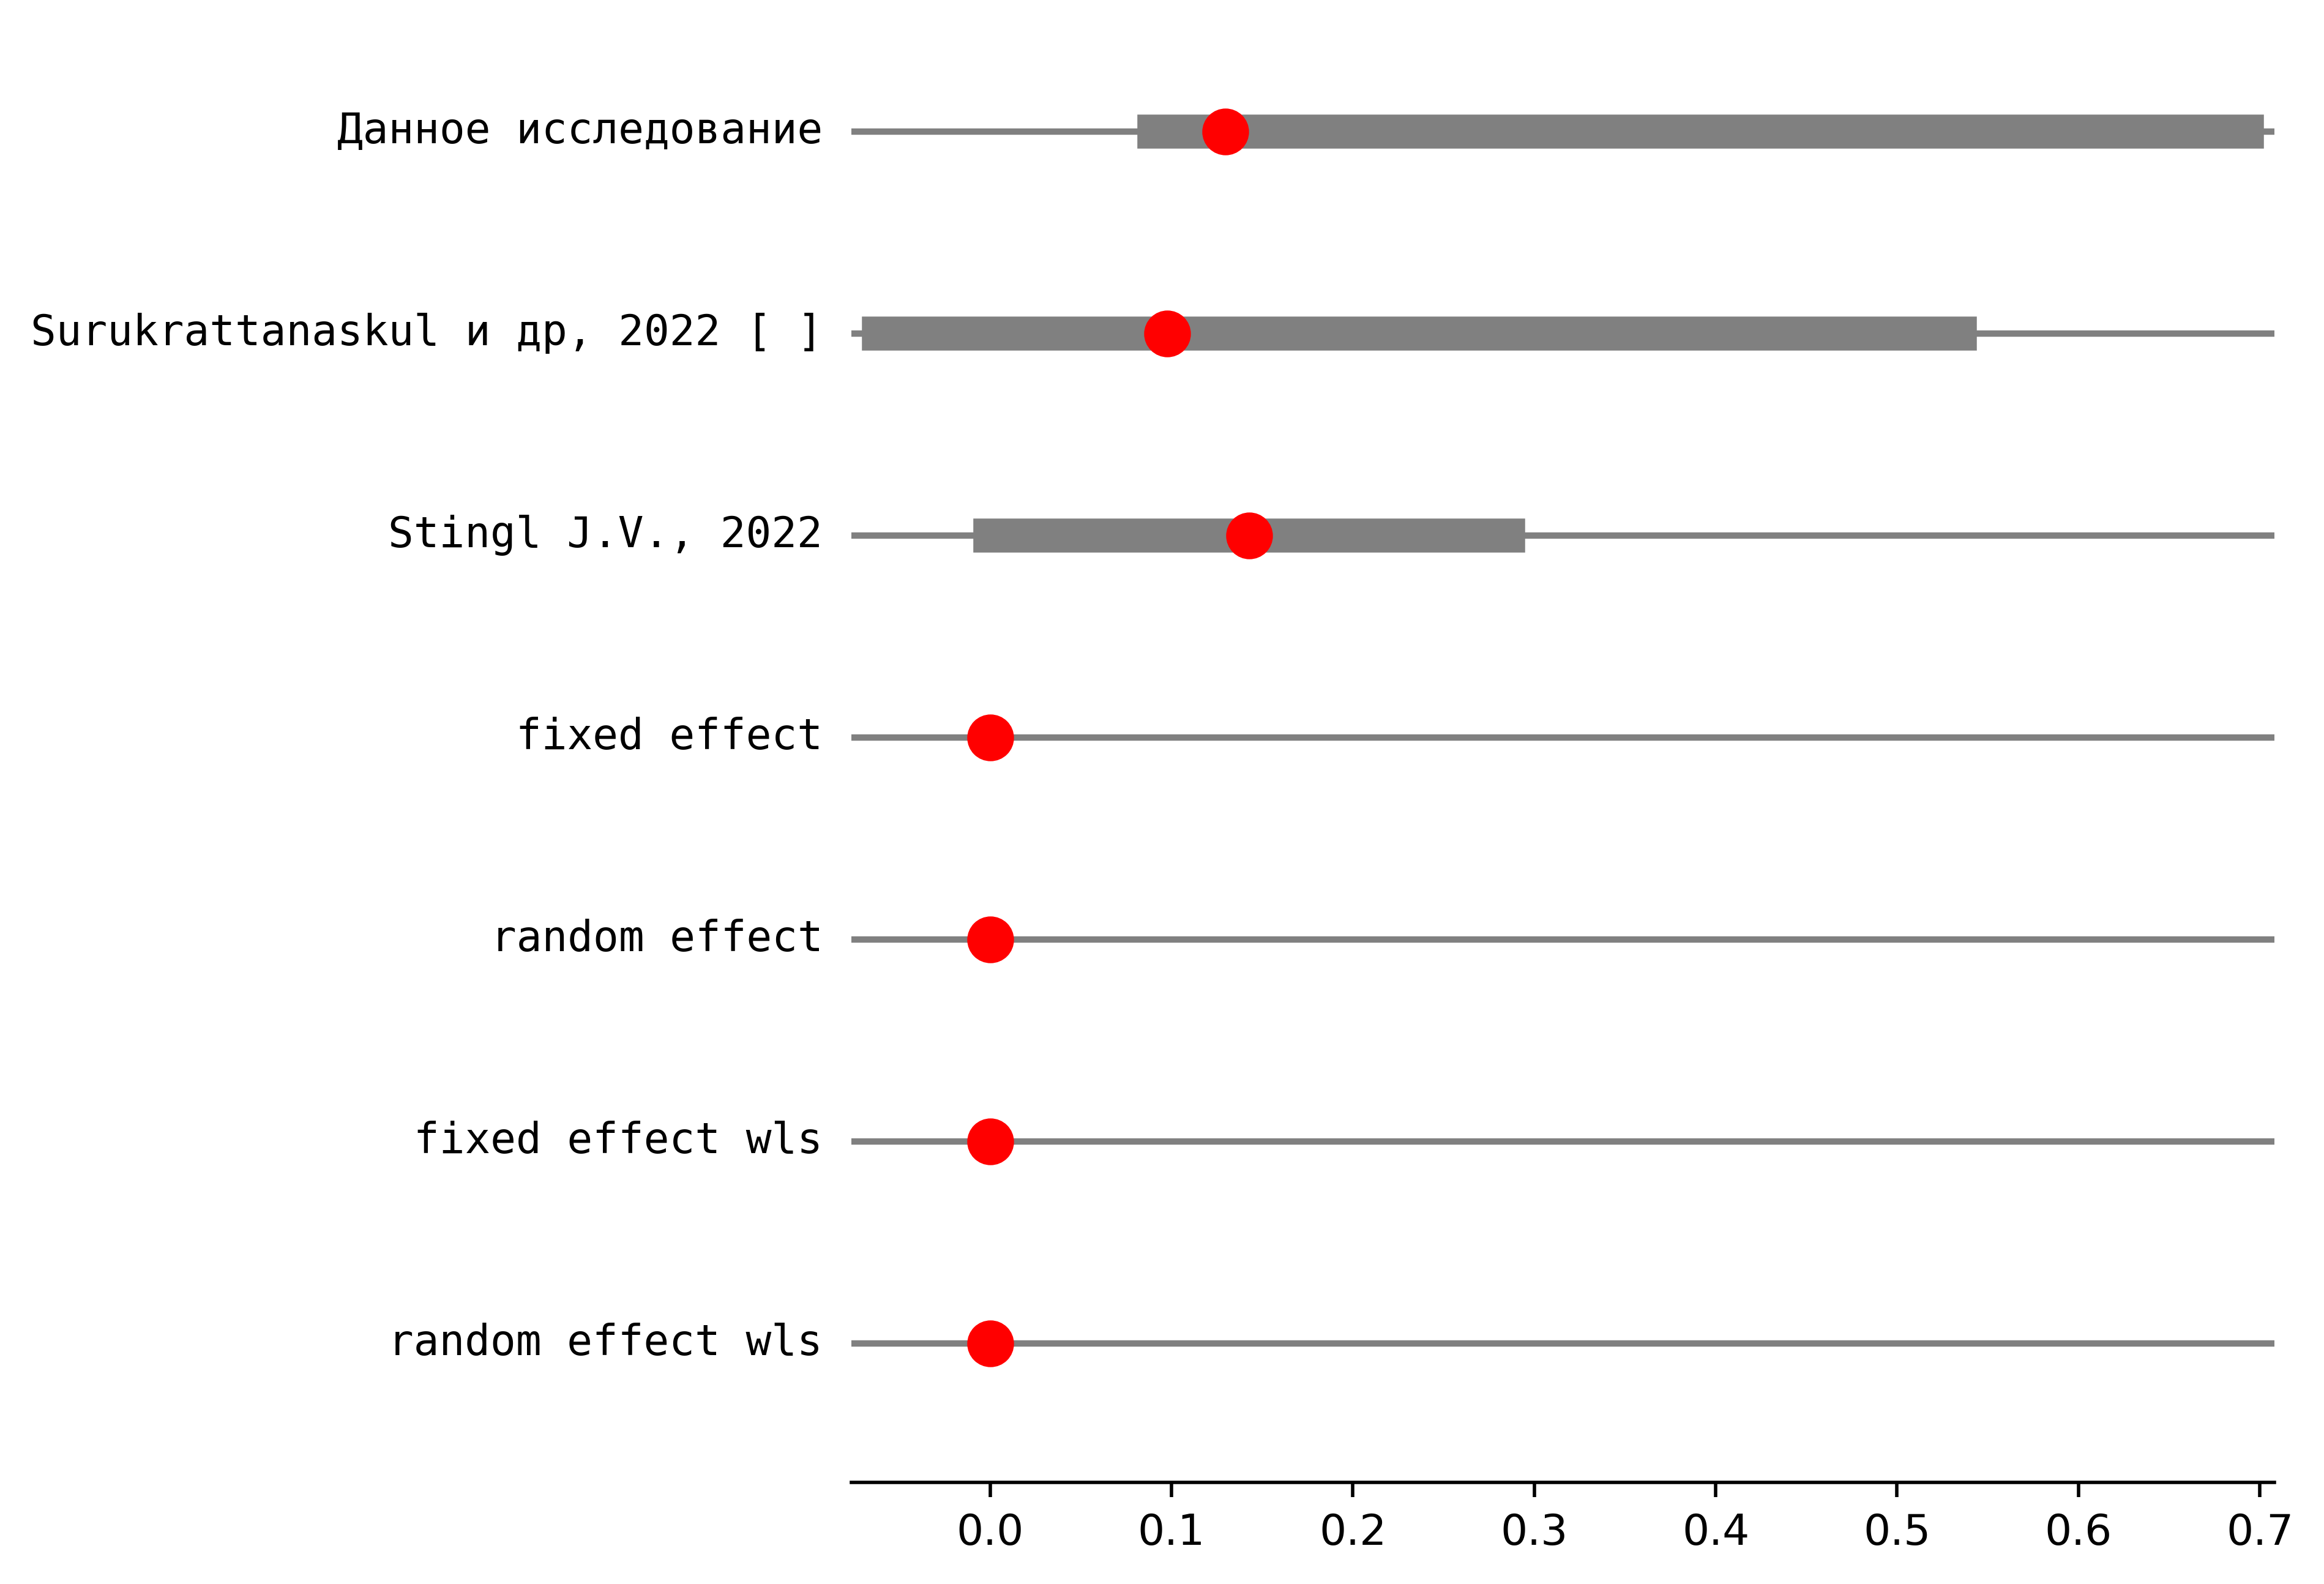 Данное исследование
Surukrattanaskul и др, 2022 [ ]
Stingl J.V., 2022
fixed effect
random effect
fixed effect wls
random effect wls
0.0 0.1 0.2 0.3 0.4 0.5 0.6 0.7